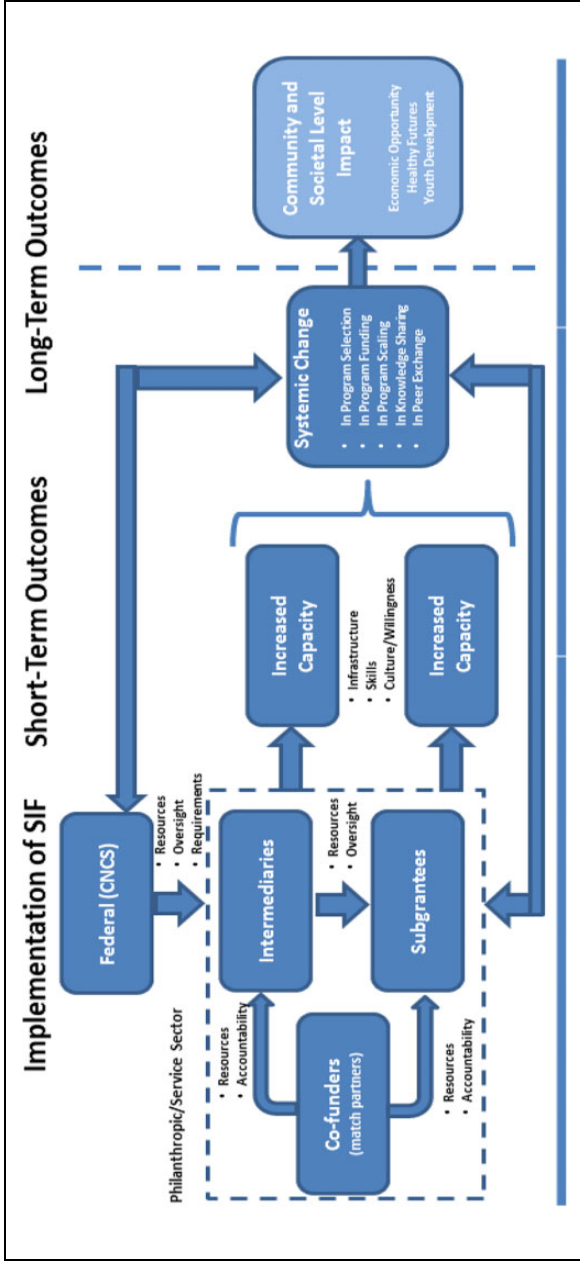 Implementation of SIF
Short-Term Outcomes
Long-Term Outcomes
Federal (CNCS)
• Resources
• Oversight
• Requirements
Philanthropic/Service Sector
• Resources
• Accountability
Intermediaries
• Resources
• Oversight
Co-funders
(match partners)
Subgrantees
• Resources
• Accountability
Increased
Capacity
• Infrastructure
• Skills
• Culture/Willingness
Increased
Capacity
Systemic Change
• In Program Selection
• In Program Funding
• In Program Scaling
• In Knowledge Sharing
• In Peer Exchange
Community and
Societal Level
Impact
Economic Opportunity
Healthy Futures
Youth Development